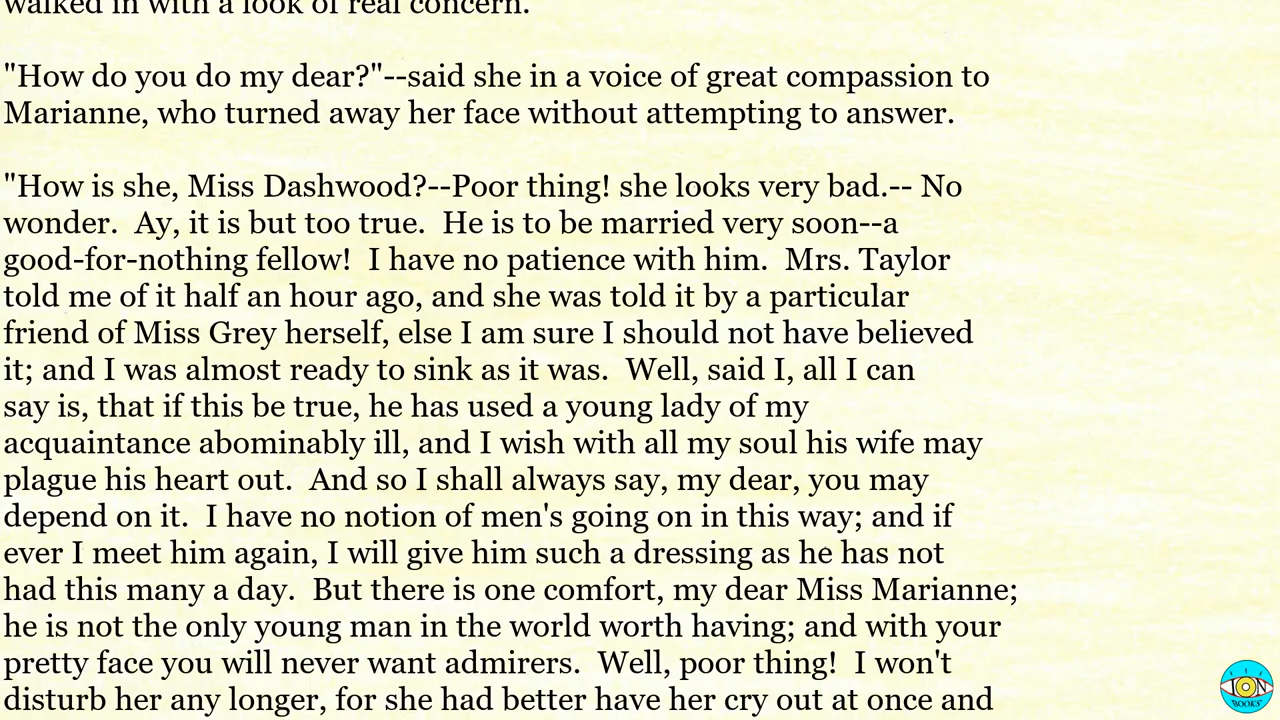 walked in with a look of real concern.
"How do you do my dear?"--said she in a voice of great compassion to
Marianne, who turned away her face without attempting to answer.
"How is she, Miss Dashwood?--Poor thing! she looks very bad.-- No
wonder.  Ay, it is but too true.  He is to be married very soon--a
good-for-nothing fellow!  I have no patience with him.  Mrs. Taylor
told me of it half an hour ago, and she was told it by a particular
friend of Miss Grey herself, else I am sure I should not have believed
it; and I was almost ready to sink as it was.  Well, said I, all I can
say is, that if this be true, he has used a young lady of my
acquaintance abominably ill, and I wish with all my soul his wife may
plague his heart out.  And so I shall always say, my dear, you may
depend on it.  I have no notion of men's going on in this way; and if
ever I meet him again, I will give him such a dressing as he has not
had this many a day.  But there is one comfort, my dear Miss Marianne;
he is not the only young man in the world worth having; and with your
pretty face you will never want admirers.  Well, poor thing!  I won't
disturb her any longer, for she had better have her cry out at once and
ION
BOOKS